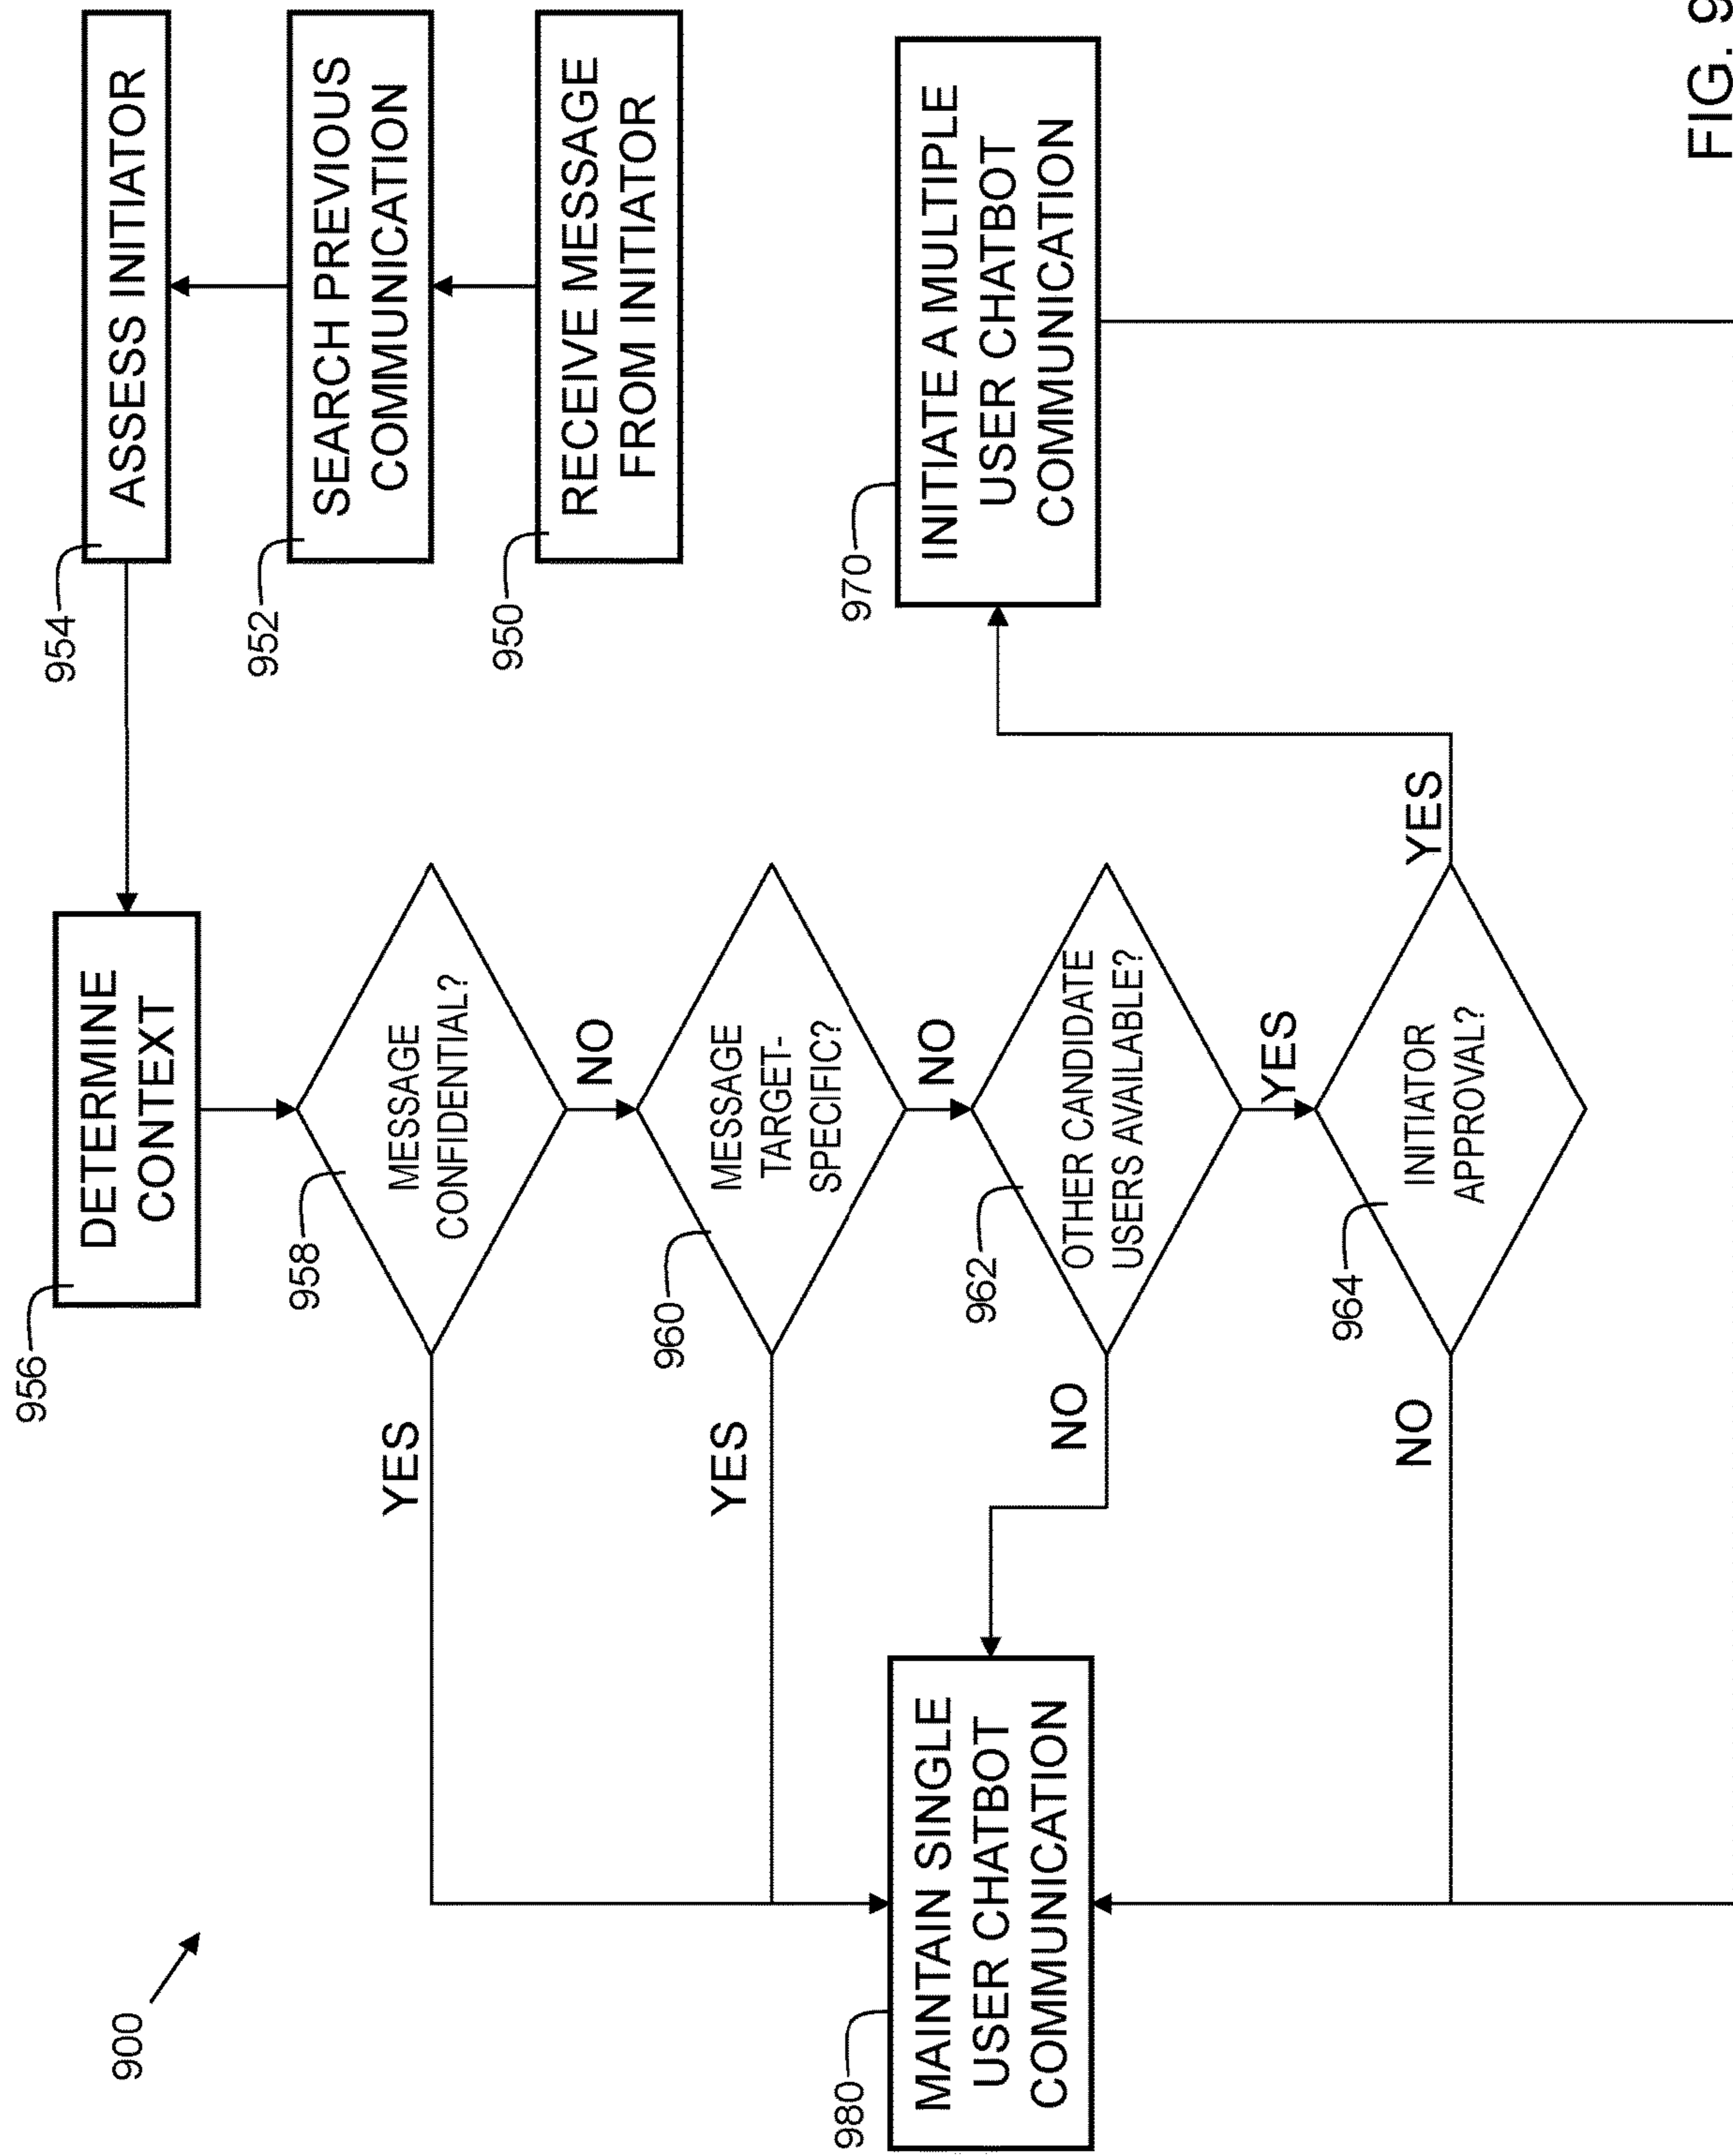 900
956
DETERMINE
CONTEXT
954
ASSESS INITIATOR
952
SEARCH PREVIOUS
COMMUNICATION
950
RECEIVE MESSAGE
FROM INITIATOR
958
MESSAGE
CONFIDENTIAL?
YES
NO
960
MESSAGE
TARGET-
SPECIFIC?
YES
NO
962
OTHER CANDIDATE
USERS AVAILABLE?
NO
YES
964
INITIATOR
APPROVAL?
NO
YES
980
MAINTAIN SINGLE
USER CHATBOT
COMMUNICATION
970
INITIATE A MULTIPLE
USER CHATBOT
COMMUNICATION
FIG. 9